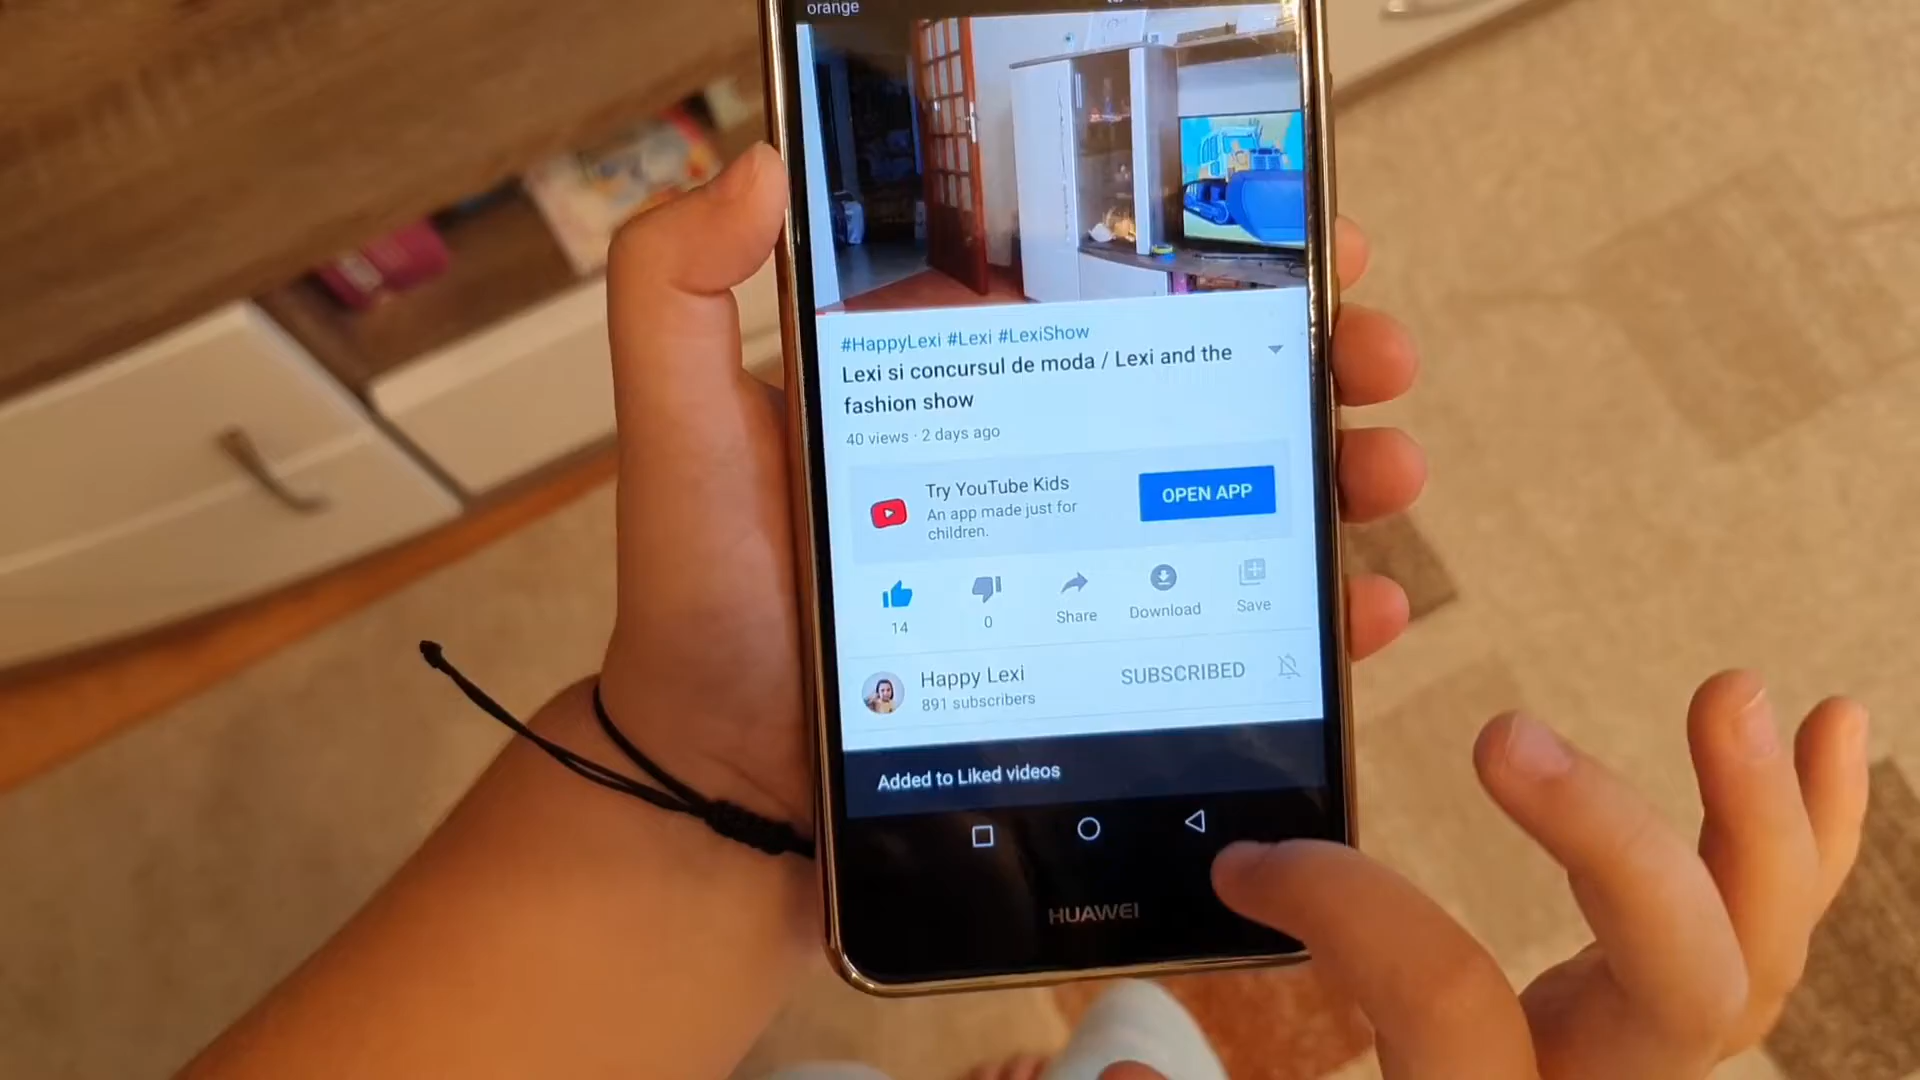 orange
#HappyLexi #Lexi #LexiShow
Lexi si concursul de moda / Lexi and the
fashion show
40 views · 2 days ago
Try YouTube Kids
An app made just for
children.
OPEN APP
14
0
Share
Download
Save
Happy Lexi
891 subscribers
SUBSCRIBED
Added to Liked videos
HUAWEI